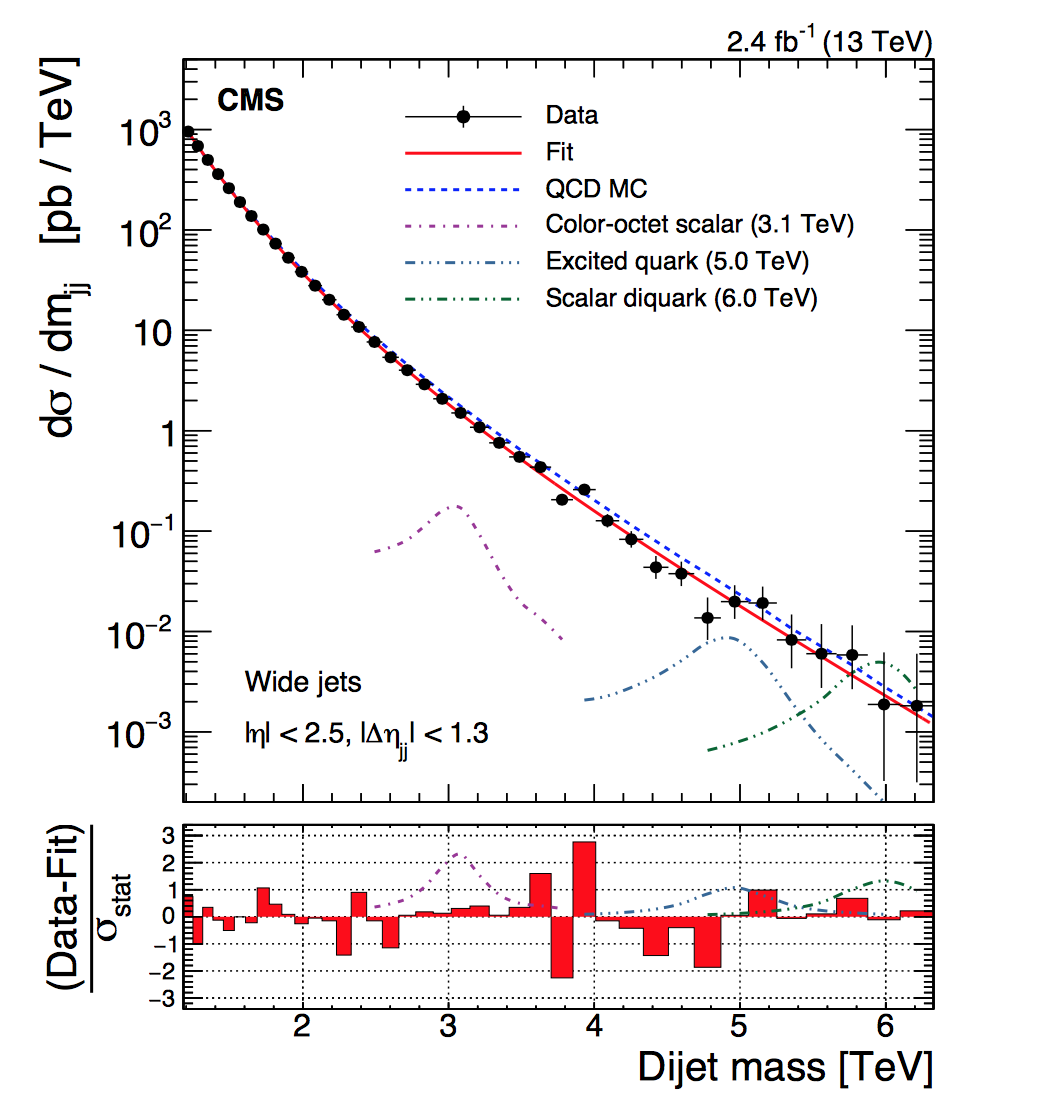 2.4 fb⁻¹ (13 TeV)
CMS
dσ / dm_jj [pb / TeV]
10³
10²
10
1
10⁻¹
10⁻²
10⁻³
Data
Fit
QCD MC
Color-octet scalar (3.1 TeV)
Excited quark (5.0 TeV)
Scalar diquark (6.0 TeV)
Wide jets
|η| < 2.5, |Δη_jj| < 1.3
(Data-Fit)
σ_stat
3
2
1
0
−1
−2
−3
2 3 4 5 6
Dijet mass [TeV]